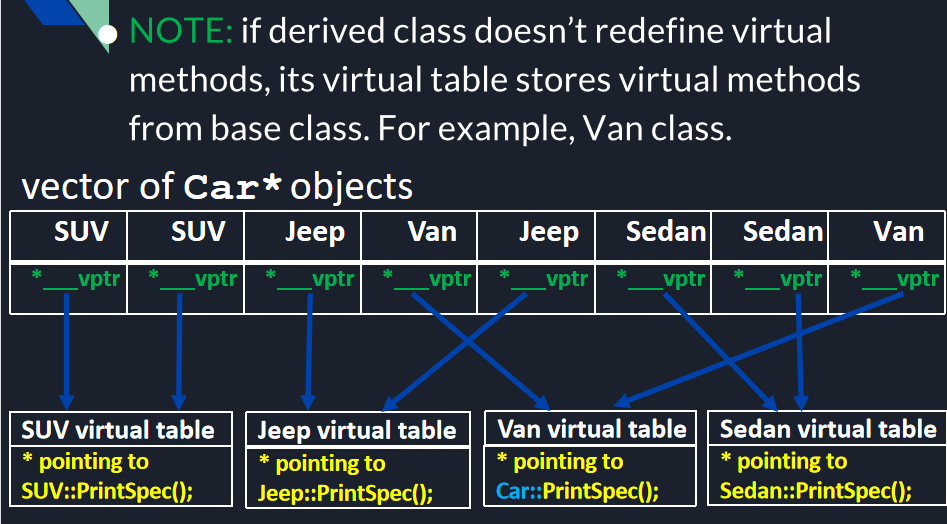 NOTE: if derived class doesn’t redefine virtual
methods, its virtual table stores virtual methods
from base class. For example, Van class.
vector of Car* objects
SUV SUV Jeep Van Jeep Sedan Sedan Van
*___vptr *___vptr *___vptr *___vptr *___vptr *___vptr *___vptr *___vptr
SUV virtual table
* pointing to
SUV::PrintSpec();
Jeep virtual table
* pointing to
Jeep::PrintSpec();
Van virtual table
* pointing to
Car::PrintSpec();
Sedan virtual table
* pointing to
Sedan::PrintSpec();